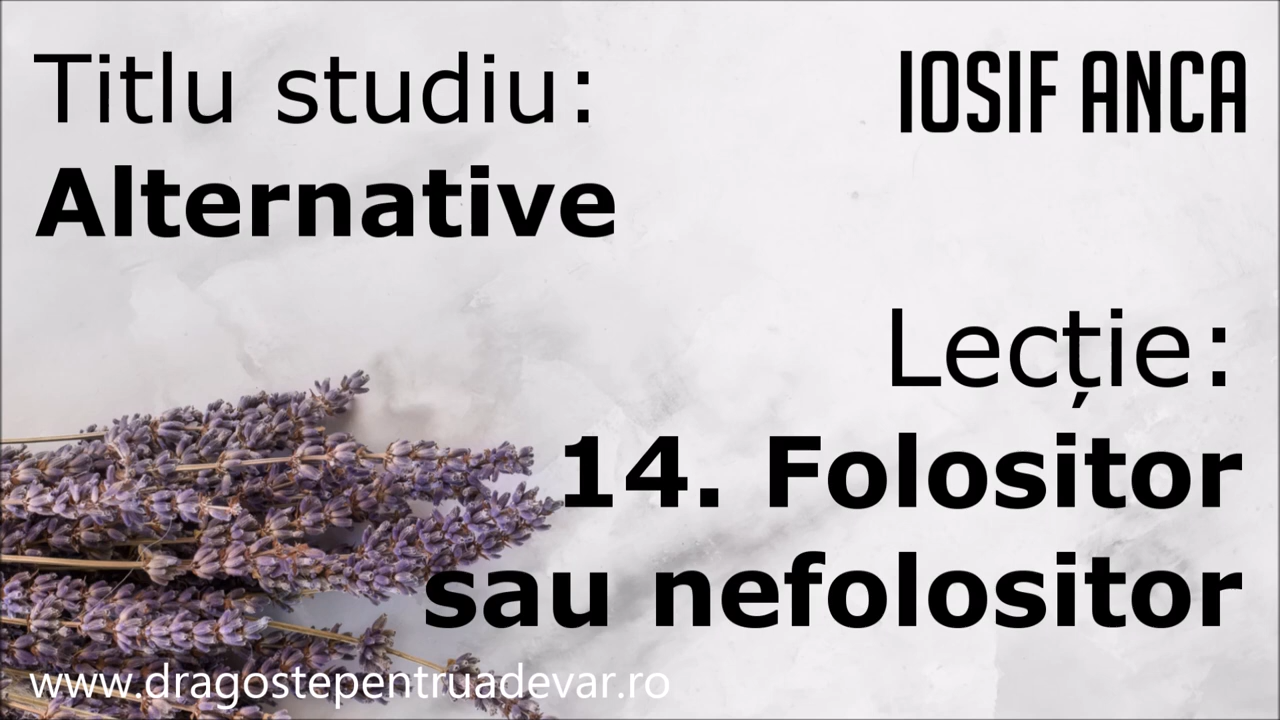 Titlu studiu:
Alternative
IOSIF ANCA
Lecție:
14. Folositor
sau nefolositor
www.dragostepentruadevar.ro